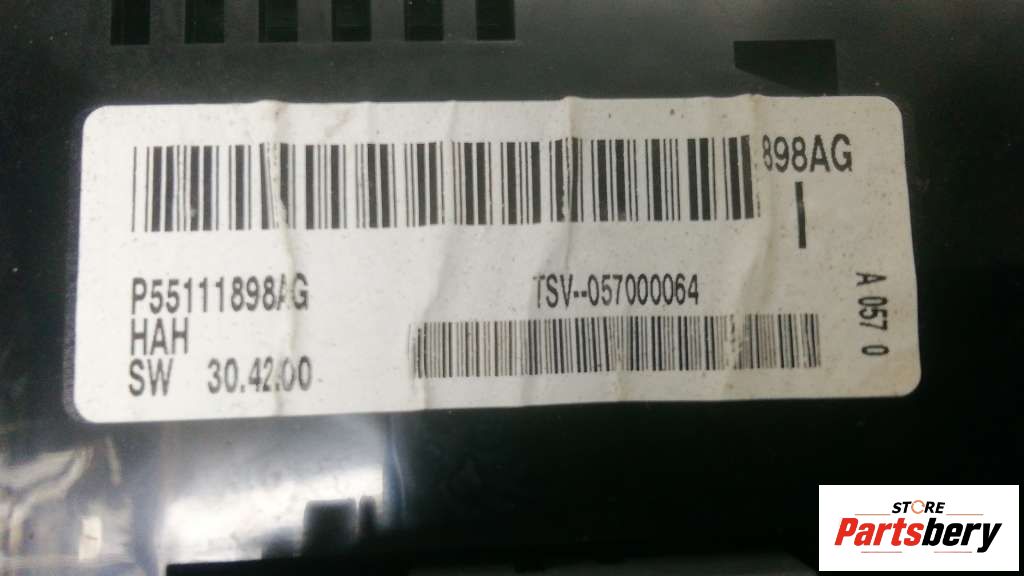 898AG
P55111898AG
HAH
SW 30.42.00
TSV--057000064
A 057 0
STORE
Partsbery